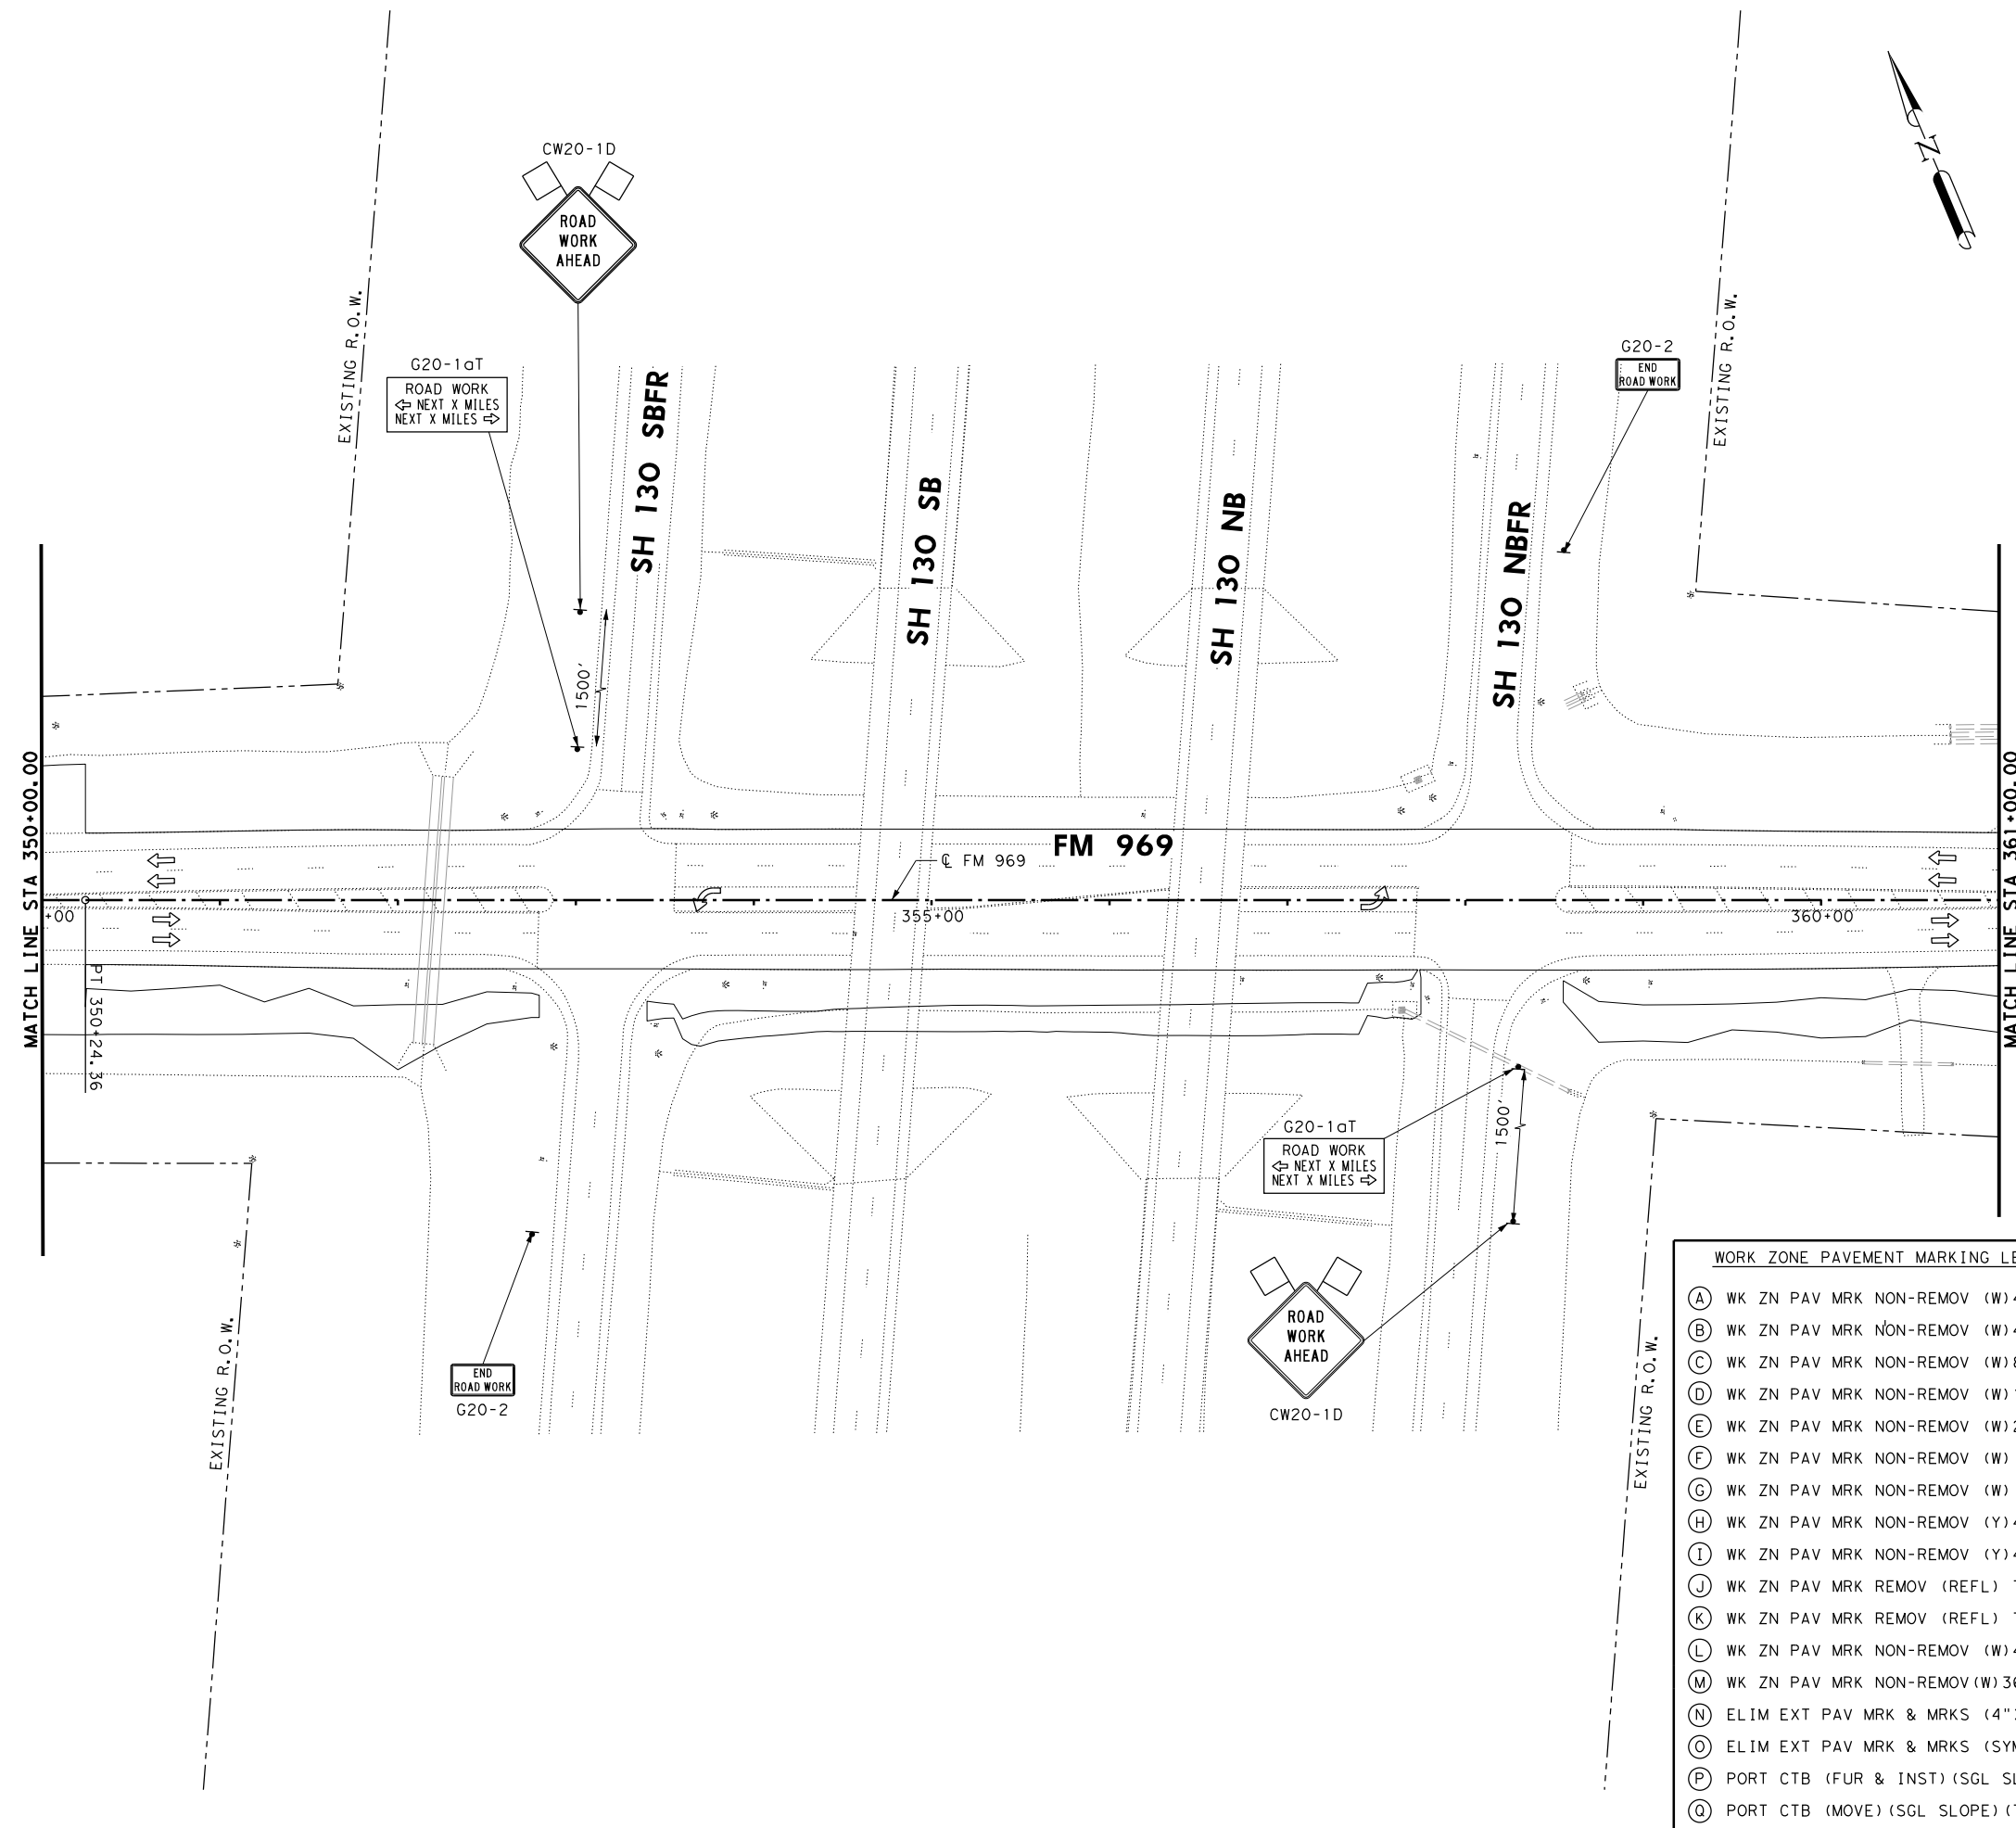 CW20-1D
ROAD
WORK
AHEAD
N
EXISTING R.O.W.
G20-1aT
ROAD WORK
⇦ NEXT X MILES
NEXT X MILES ⇨
SH 130 SBFR
SH 130 SB
SH 130 NB
SH 130 NBFR
G20-2
END
ROAD WORK
EXISTING R.O.W.
1500'
MATCH LINE STA 350+00.00
MATCH LINE STA 361+00.00
FM 969
℄ FM 969
+00
355+00
360+00
PT 350+24.36
G20-1aT
ROAD WORK
⇦ NEXT X MILES
NEXT X MILES ⇨
1500'
ROAD
WORK
AHEAD
CW20-1D
END
ROAD WORK
G20-2
EXISTING R.O.W.
EXISTING R.O.W.
WORK ZONE PAVEMENT MARKING
A WK ZN PAV MRK NON-REMOV (W)
B WK ZN PAV MRK NON-REMOV (W)
C WK ZN PAV MRK NON-REMOV (W)
D WK ZN PAV MRK NON-REMOV (W)
E WK ZN PAV MRK NON-REMOV (W)
F WK ZN PAV MRK NON-REMOV (W)
G WK ZN PAV MRK NON-REMOV (W)
H WK ZN PAV MRK NON-REMOV (Y)
I WK ZN PAV MRK NON-REMOV (Y)
J WK ZN PAV MRK REMOV (REFL)
K WK ZN PAV MRK REMOV (REFL)
L WK ZN PAV MRK NON-REMOV (W)
M WK ZN PAV MRK NON-REMOV(W)
N ELIM EXT PAV MRK & MRKS (4"
O ELIM EXT PAV MRK & MRKS
P PORT CTB (FUR & INST)(SGL
Q PORT CTB (MOVE)(SGL SLOPE)